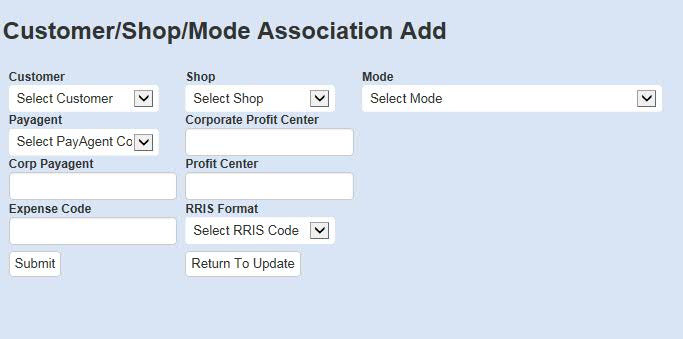 Customer/Shop/Mode Association Add
Customer Shop Mode
Select Customer Select Shop Select Mode
Payagent Corporate Profit Center
Select PayAgent Co
Corp Payagent Profit Center
Expense Code RRIS Format
Select RRIS Code
Submit Return To Update